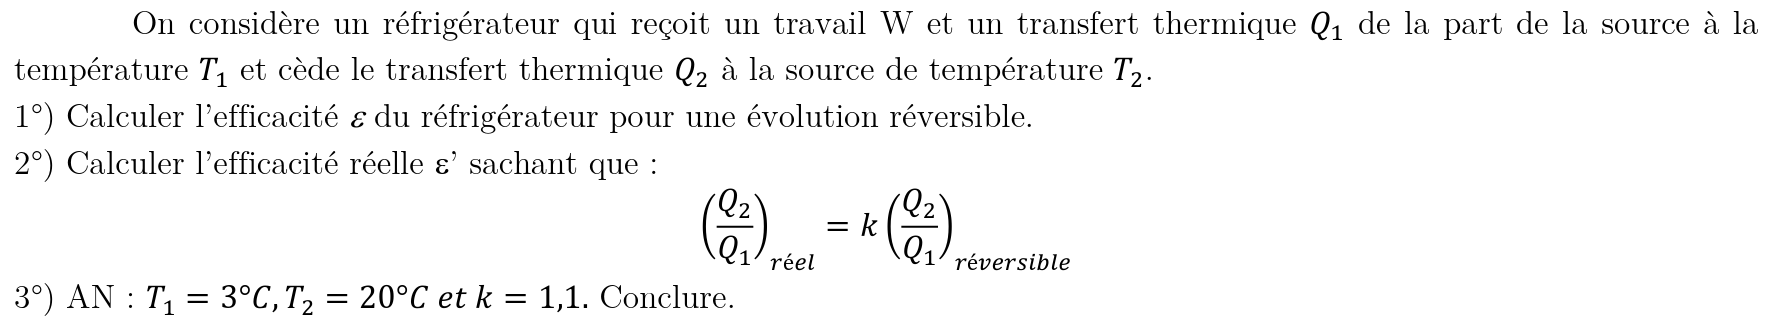 On considère un réfrigérateur qui reçoit un travail W et un transfert thermique Q₁ de la part de la source à la
température T₁ et cède le transfert thermique Q₂ à la source de température T₂.
1°) Calculer l'efficacité ε du réfrigérateur pour une évolution réversible.
2°) Calculer l'efficacité réelle ε' sachant que :
(Q₂/Q₁)réel = k (Q₂/Q₁)réversible
3°) AN : T₁ = 3°C, T₂ = 20°C et k = 1,1. Conclure.